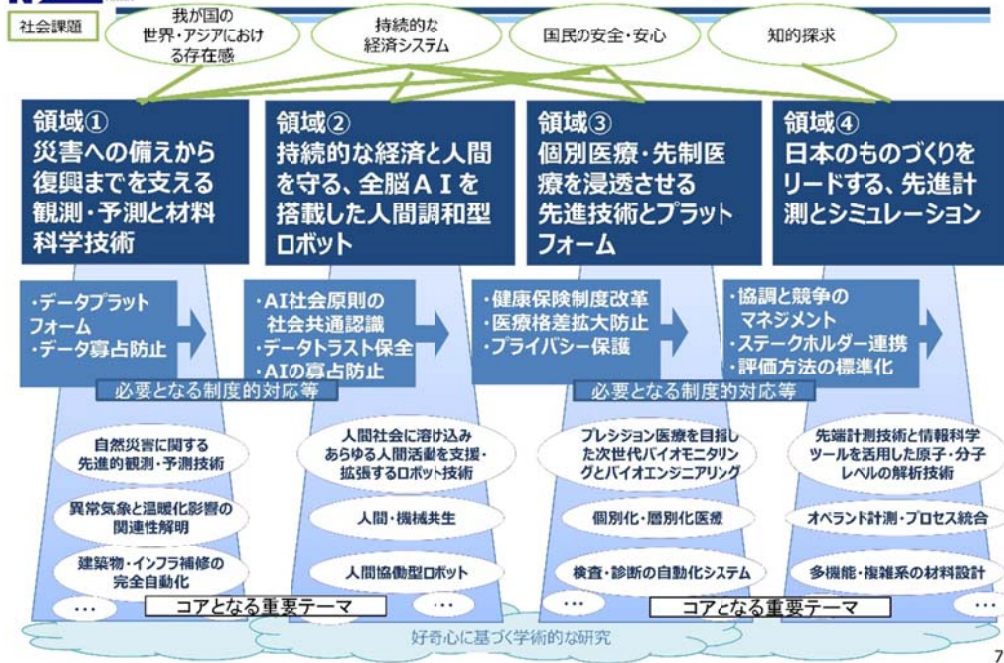 社会課題
我が国の
世界・アジアにおけ
る存在感
持続的な
経済システム
国民の安全・安心
知的探求
領域①
災害への備えから
復興までを支える
観測・予測と材料
科学技術
領域②
持続的な経済と人間
を守る、全脳AIを
搭載した人間調和型
ロボット
領域③
個別医療・先制医
療を浸透させる
先進技術とプラット
フォーム
領域④
日本のものづくりを
リードする、先進計
測とシミュレーション
・データプラット
フォーム
・データ寡占防止
・AI社会原則の
社会共通認識
・データトラスト保全
・AIの寡占防止
・健康保険制度改革
・医療格差拡大防止
・プライバシー保護
・協調と競争の
マネジメント
・ステークホルダー連携
・評価方法の標準化
必要となる制度的対応等
必要となる制度的対応等
自然災害に関する
先進的観測・予測技術
人間社会に溶け込み
あらゆる人間活動を支援・
拡張するロボット技術
プレシジョン医療を目指し
た次世代バイオモニタリン
グとバイオエンジニアリング
先端計測技術と情報科学
ツールを活用した原子・分子
レベルの解析技術
異常気象と温暖化影響の
関連性解明
人間・機械共生
個別化・層別化医療
オペランド計測・プロセス統合
建築物・インフラ補修の
完全自動化
人間協働型ロボット
検査・診断の自動化システム
多機能・複雑系の材料設計
…
コアとなる重要テーマ
…
…
コアとなる重要テーマ
…
好奇心に基づく学術的な研究
7